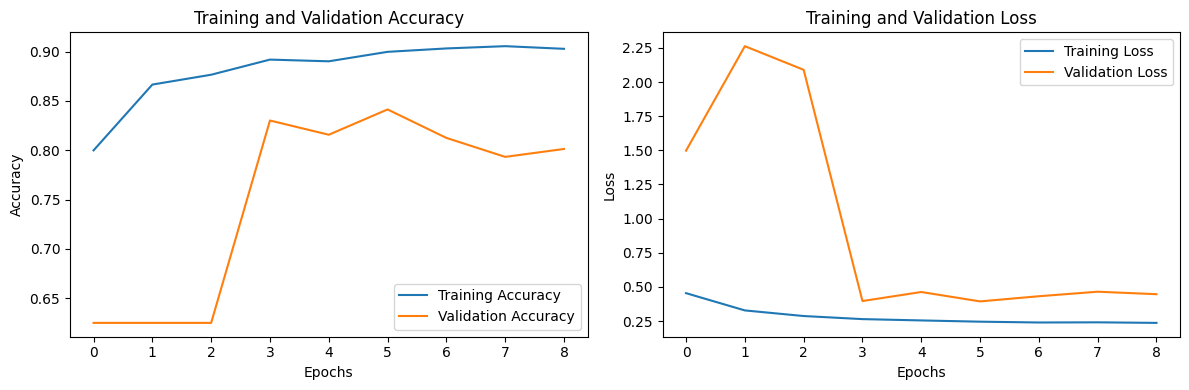 Training and Validation Accuracy
Accuracy
0.90
0.85
0.80
0.75
0.70
0.65
0 1 2 3 4 5 6 7 8
Epochs
Training Accuracy
Validation Accuracy
Training and Validation Loss
Loss
2.25
2.00
1.75
1.50
1.25
1.00
0.75
0.50
0.25
0 1 2 3 4 5 6 7 8
Epochs
Training Loss
Validation Loss